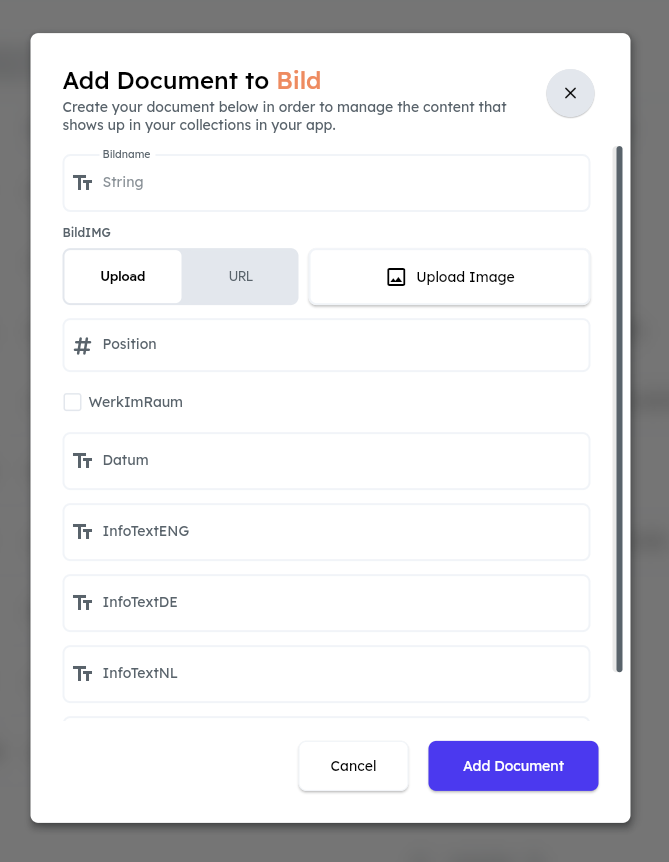 Add Document to Bild
Create your document below in order to manage the content that
shows up in your collections in your app.
Bildname
String
BildIMG
Upload
URL
Upload Image
Position
WerkImRaum
Datum
InfoTextENG
InfoTextDE
InfoTextNL
Cancel
Add Document